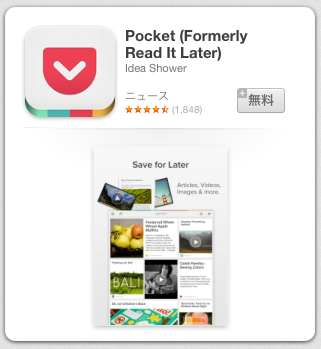 Pocket (Formerly
Read It Later)
Idea Shower
ニュース
(1,848)
無料
Save for Later
Articles, Videos,
Images & more.
BALI